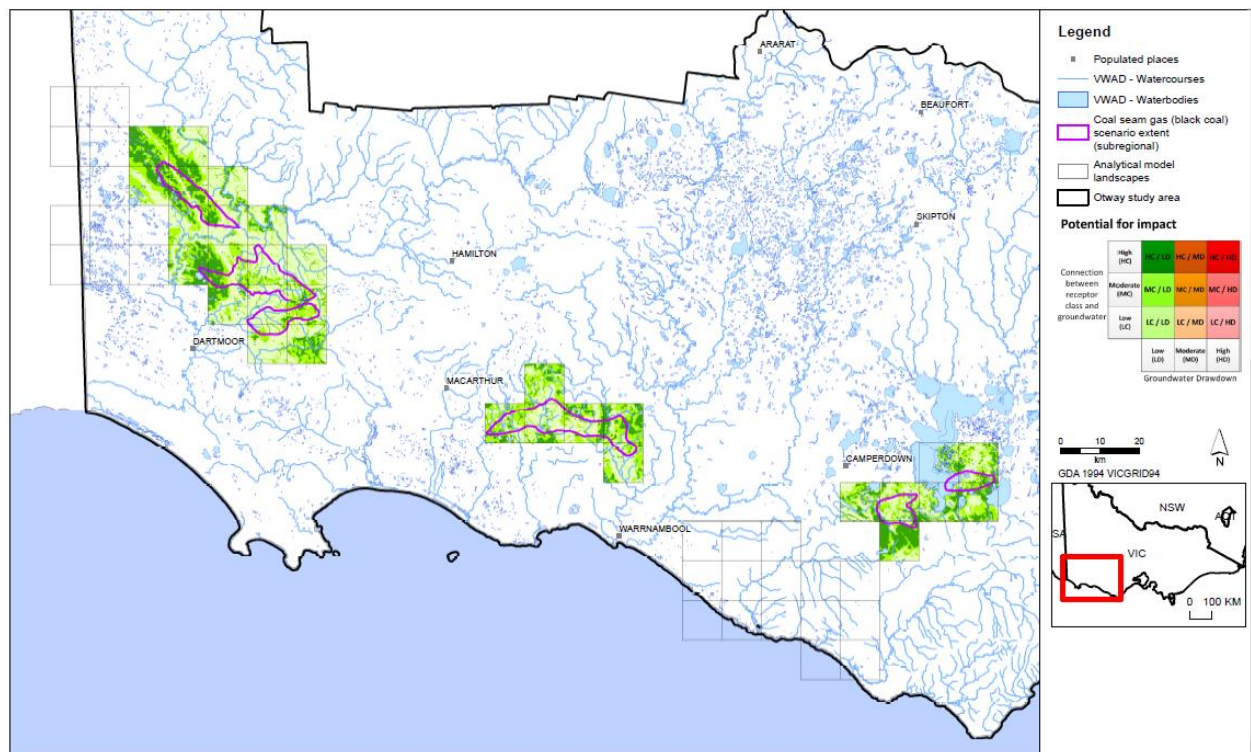 ARARAT
BEAUFORT
SKIPTON
HAMILTON
DARTMOOR
MACARTHUR
CAMPERDOWN
WARRNAMBOOL
Legend
Populated places
VWAD - Watercourses
VWAD - Waterbodies
Coal seam gas (black coal)
scenario extent
(subregional)
Analytical model
landscapes
Otway study area
Potential for impact
Connection
between
receptor
class and
groundwater
High
(HC)
HC / LD HC / MD HC / HD
Moderate
(MC)
MC / LD MC / MD MC / HD
Low
(LC)
LC / LD LC / MD LC / HD
Low
(LD)
Moderate
(MD)
High
(HD)
Groundwater Drawdown
0 10 20
km
N
GDA 1994 VICGRID94
NSW
SA
VIC
0 100 KM